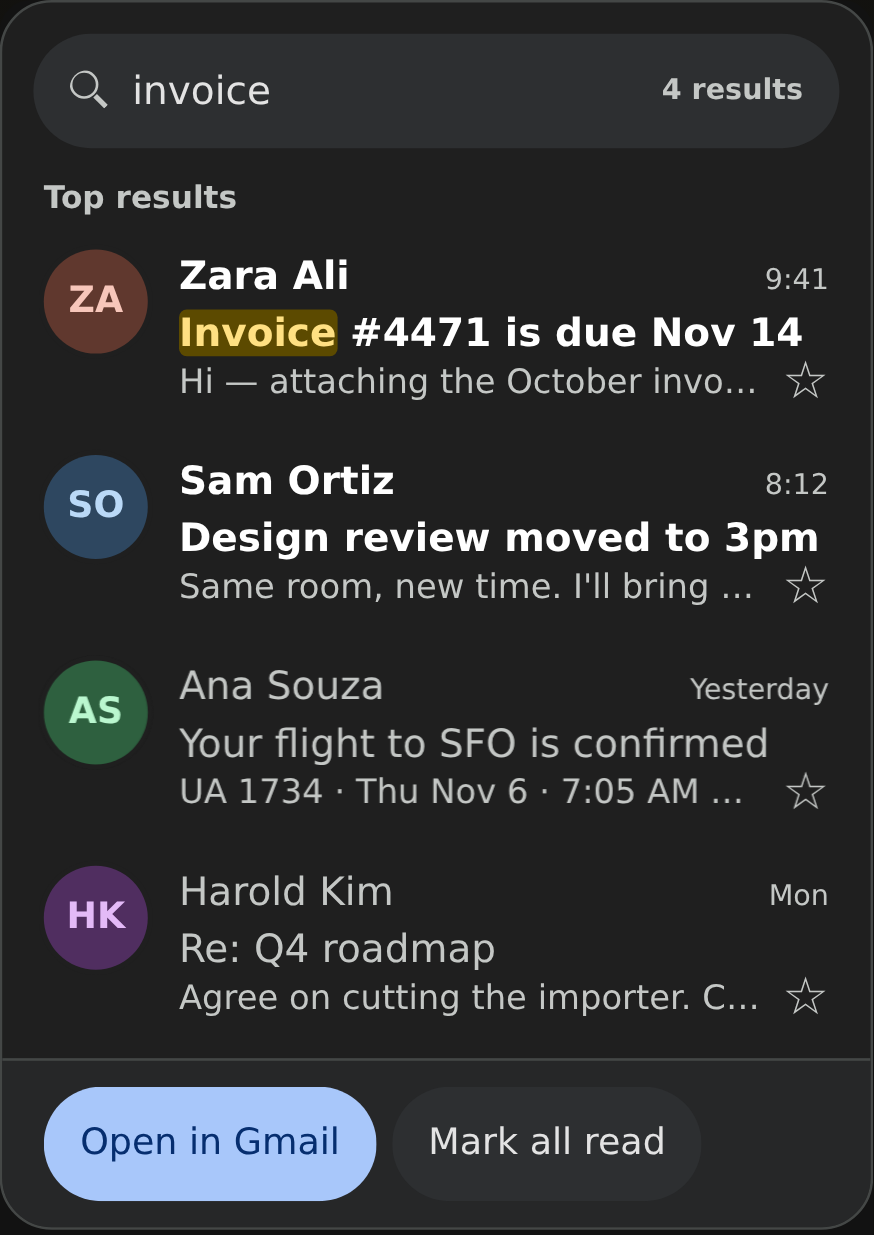 invoice
4 results
Top results
ZA
Zara Ali
9:41
Invoice #4471 is due Nov 14
Hi — attaching the October invo…
SO
Sam Ortiz
8:12
Design review moved to 3pm
Same room, new time. I'll bring …
AS
Ana Souza
Yesterday
Your flight to SFO is confirmed
UA 1734 · Thu Nov 6 · 7:05 AM …
HK
Harold Kim
Mon
Re: Q4 roadmap
Agree on cutting the importer. C…
Open in Gmail
Mark all read